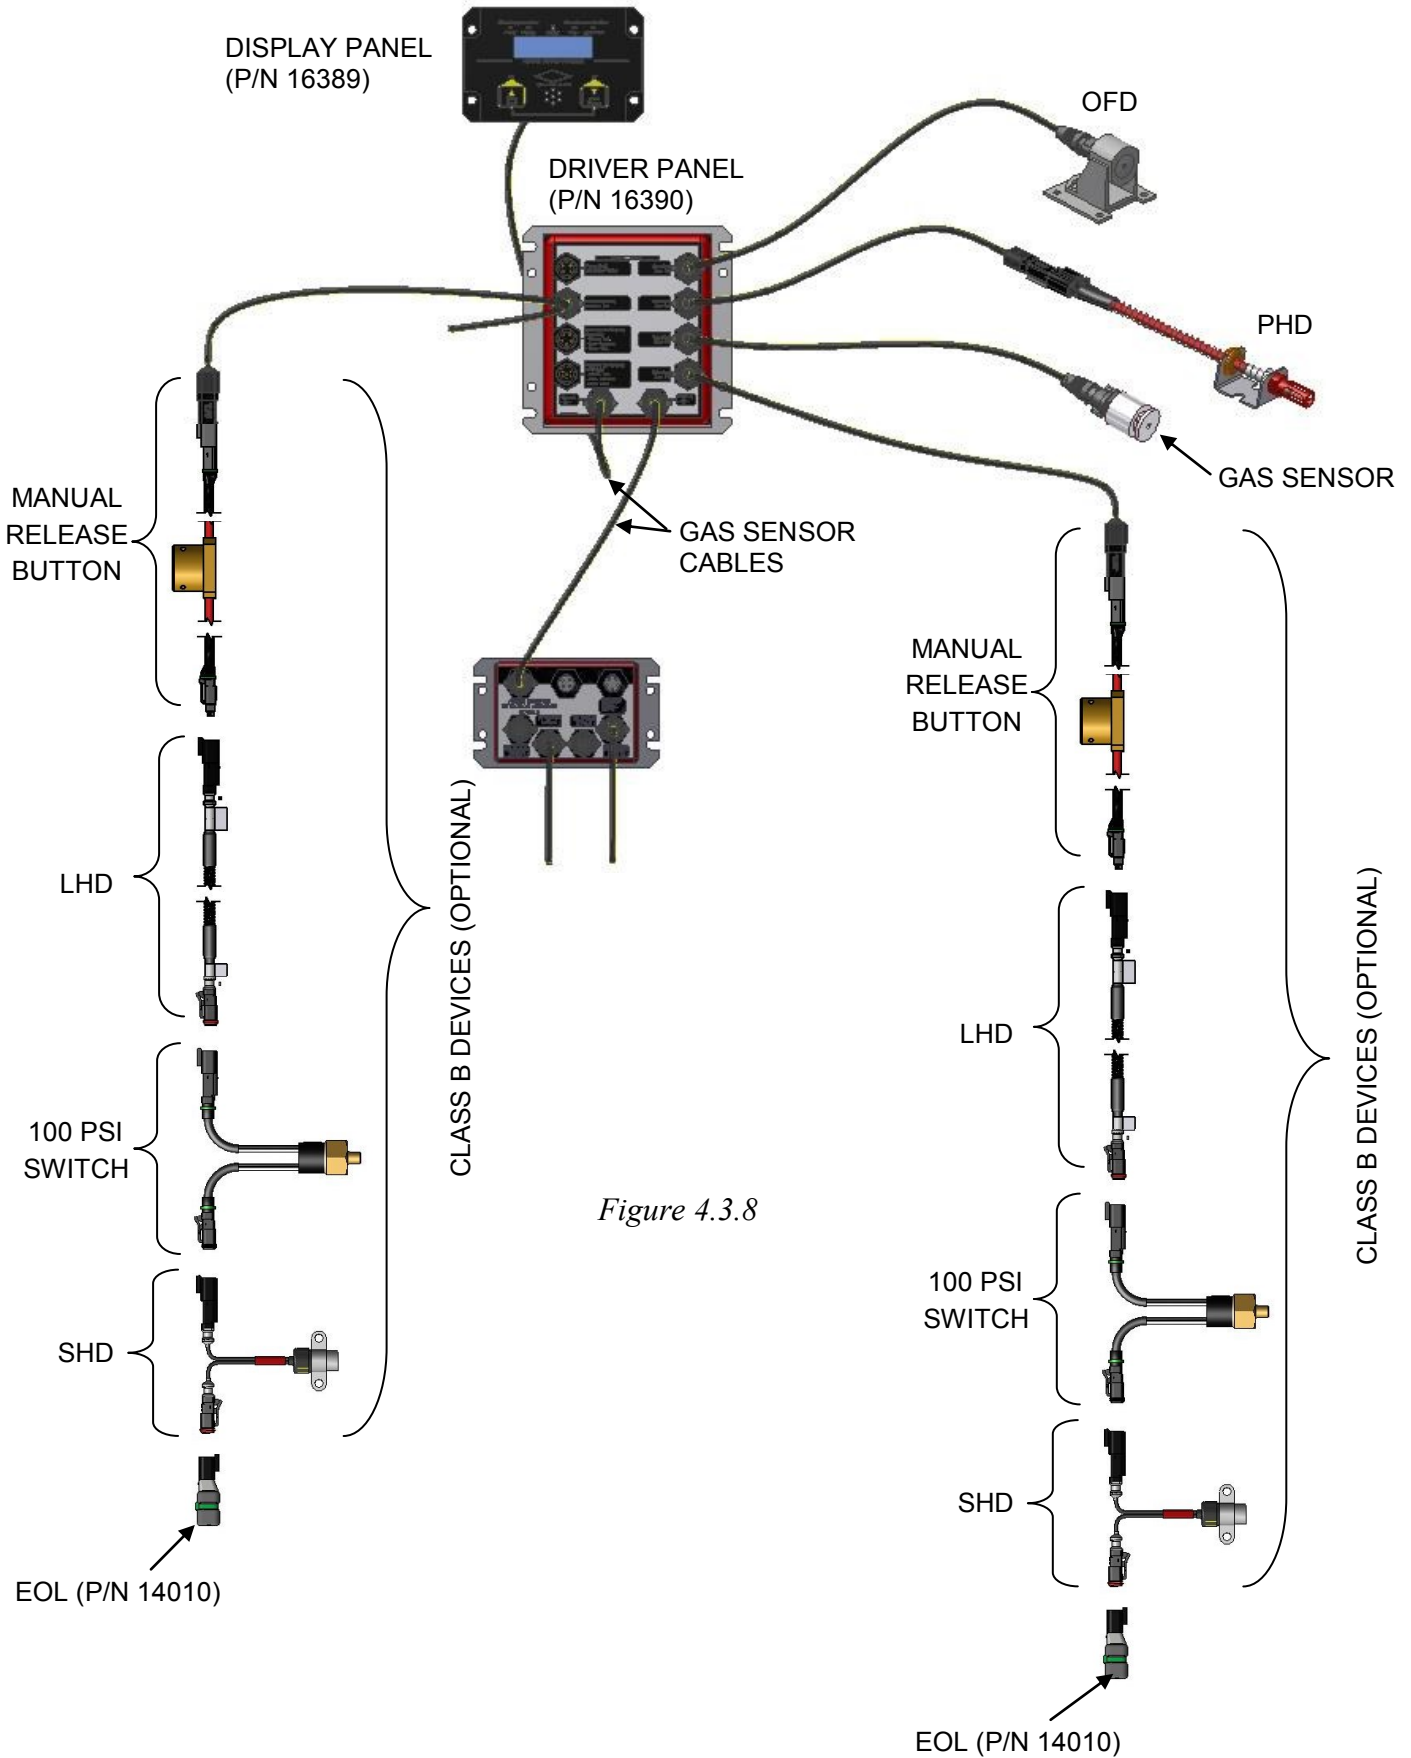 DISPLAY PANEL
(P/N 16389)
OFD
DRIVER PANEL
(P/N 16390)
PHD
GAS SENSOR
GAS SENSOR
CABLES
MANUAL
RELEASE
BUTTON
LHD
100 PSI
SWITCH
SHD
EOL (P/N 14010)
CLASS B DEVICES (OPTIONAL)
Figure 4.3.8
MANUAL
RELEASE
BUTTON
LHD
100 PSI
SWITCH
SHD
EOL (P/N 14010)
CLASS B DEVICES (OPTIONAL)